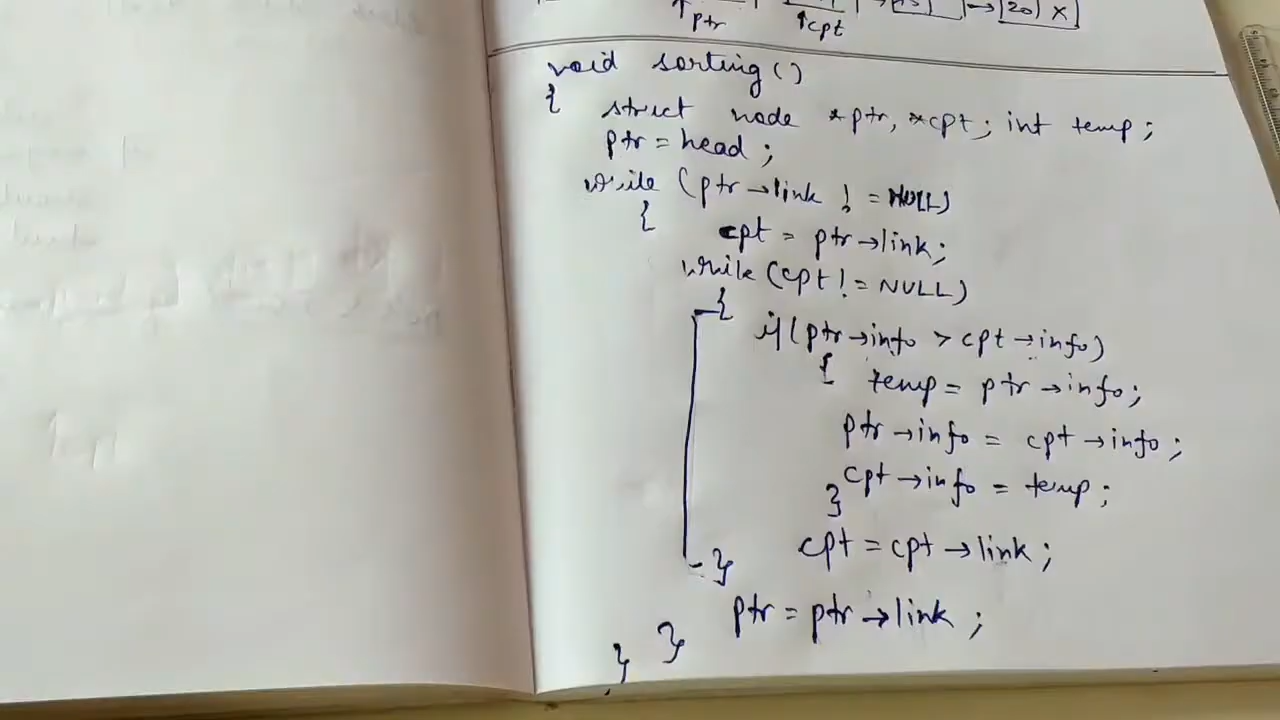 ptr cpt 20 X
void sorting()
{ struct node *ptr, *cpt; int temp;
ptr = head;
while (ptr→link != NULL)
{ cpt = ptr→link;
while (cpt != NULL)
{
if (ptr→info > cpt→info)
{ temp = ptr→info;
ptr→info = cpt→info;
cpt→info = temp;
}
cpt = cpt→link;
}
ptr = ptr→link;
}
}